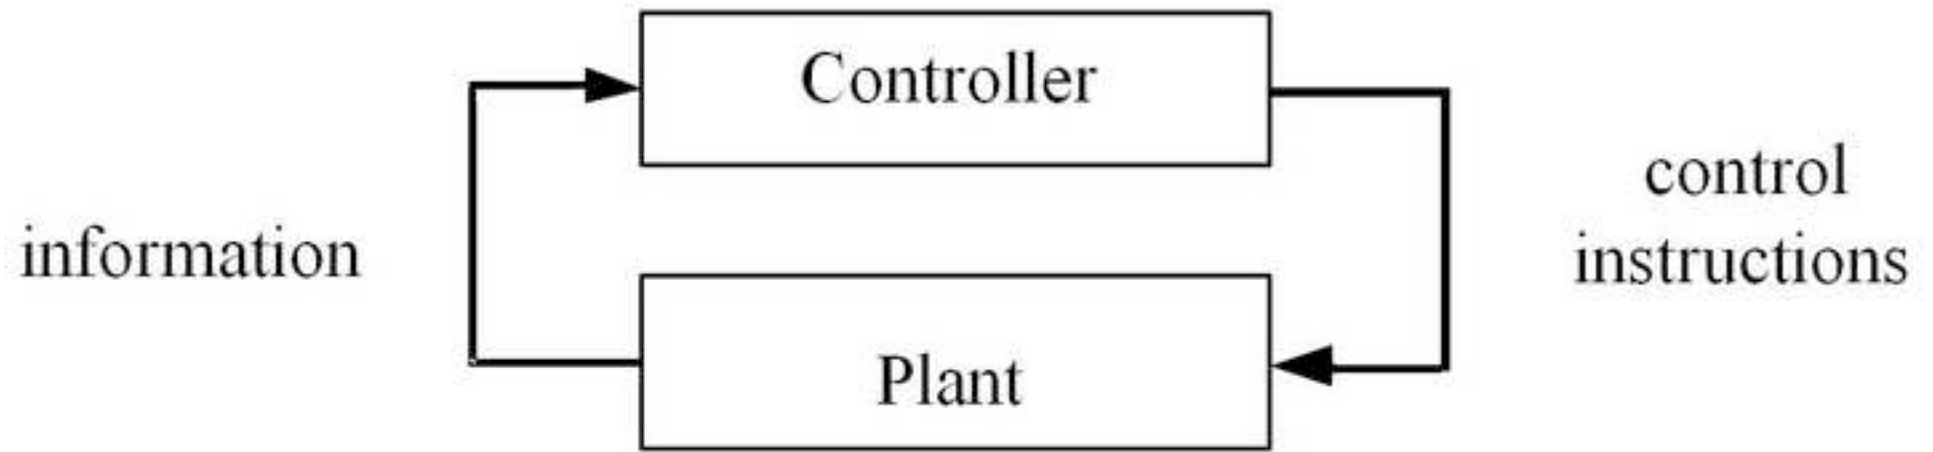 Controller
information
control
instructions
Plant